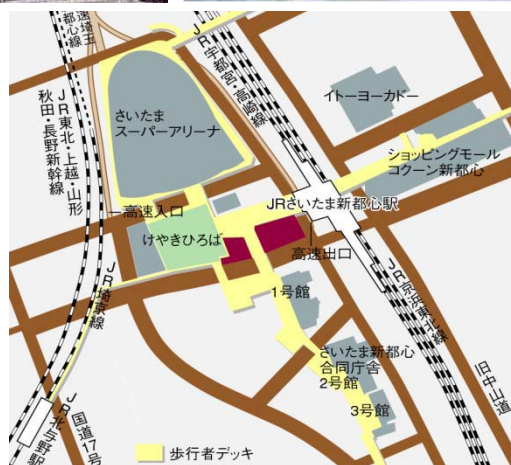 速埼玉
都心線
JR東北・上越・山形
秋田・長野新幹線
さいたま
スーパーアリーナ
JR宇都宮・高崎線
イトーヨーカドー
ショッピングモール
コクーン新都心
JRさいたま新都心駅
高速入口
けやきひろば
高速出口
JR埼京線
1号館
JR京浜東北線
さいたま新都心
合同庁舎
2号館
3号館
旧中山道
国道17号
JR北与野駅
歩行者デッキ